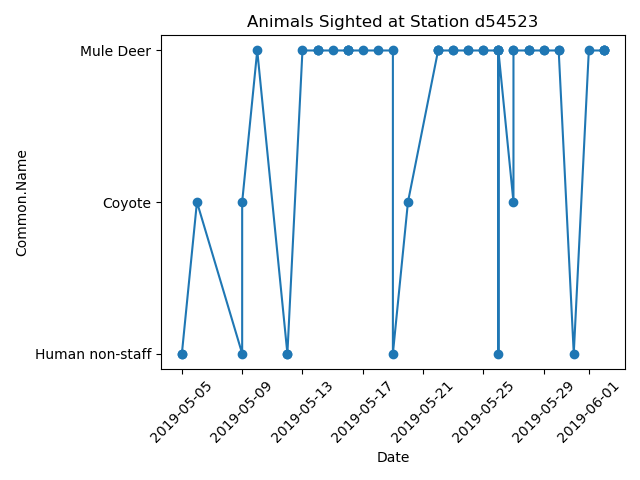 Animals Sighted at Station d54523
Mule Deer
Coyote
Human non-staff
Common.Name
2019-05-05
2019-05-09
2019-05-13
2019-05-17
2019-05-21
2019-05-25
2019-05-29
2019-06-01
Date